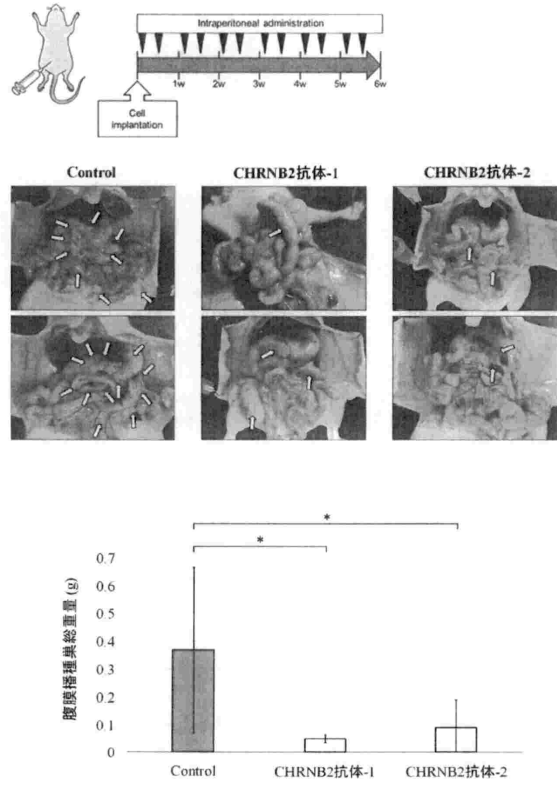 Intraperitoneal administration
1w 2w 3w 4w 5w 6w
Cell
implantation
Control CHRNB2抗体-1 CHRNB2抗体-2
*
*
腹膜播種巣総重量(g)
0.7
0.6
0.5
0.4
0.3
0.2
0.1
0
Control CHRNB2抗体-1 CHRNB2抗体-2